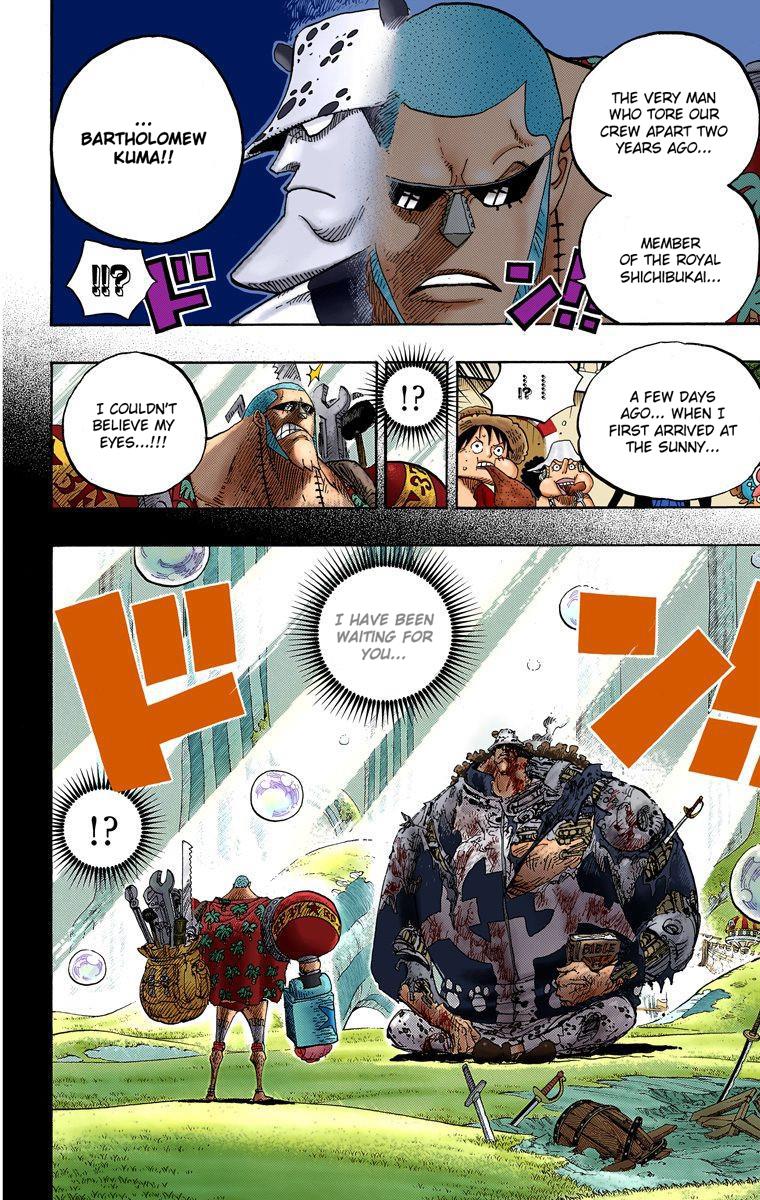 THE VERY MAN
WHO TORE OUR
CREW APART TWO
YEARS AGO...
MEMBER
OF THE ROYAL
SHICHIBUKAI...
...
BARTHOLOMEW
KUMA!!
!!?
ドン!!
A FEW DAYS
AGO... WHEN I
FIRST ARRIVED AT
THE SUNNY...
!!?
!?
I COULDN'T
BELIEVE MY
EYES...!!!
I HAVE BEEN
WAITING FOR
YOU...
ドン!!
!?
BIBLE